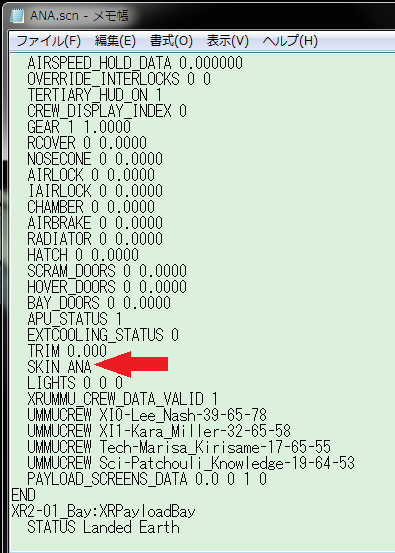 ANA.scn - メモ帳
ファイル(F) 編集(E) 書式(O) 表示(V) ヘルプ(H)
AIRSPEED_HOLD_DATA 0.000000
OVERRIDE_INTERLOCKS 0 0
TERTIARY_HUD_ON 1
CREW_DISPLAY_INDEX 0
GEAR 1 1.0000
RCOVER 0 0.0000
NOSECONE 0 0.0000
AIRLOCK 0 0.0000
IAIRLOCK 0 0.0000
CHAMBER 0 0.0000
AIRBRAKE 0 0.0000
RADIATOR 0 0.0000
HATCH 0 0.0000
SCRAM_DOORS 0 0.0000
HOVER_DOORS 0 0.0000
BAY_DOORS 0 0.0000
APU_STATUS 1
EXTCOOLING_STATUS 0
TRIM 0.000
SKIN ANA
LIGHTS 0 0 0
XRUMMU_CREW_DATA_VALID 1
UMMUCREW XI0-Lee_Nash-39-65-78
UMMUCREW XI1-Kara_Miller-32-65-58
UMMUCREW Tech-Marisa_Kirisame-17-65-55
UMMUCREW Sci-Patchouli_Knowledge-19-64-53
PAYLOAD_SCREENS_DATA 0.0 0 1 0
END
XR2-01_Bay:XRPayloadBay
STATUS Landed Earth